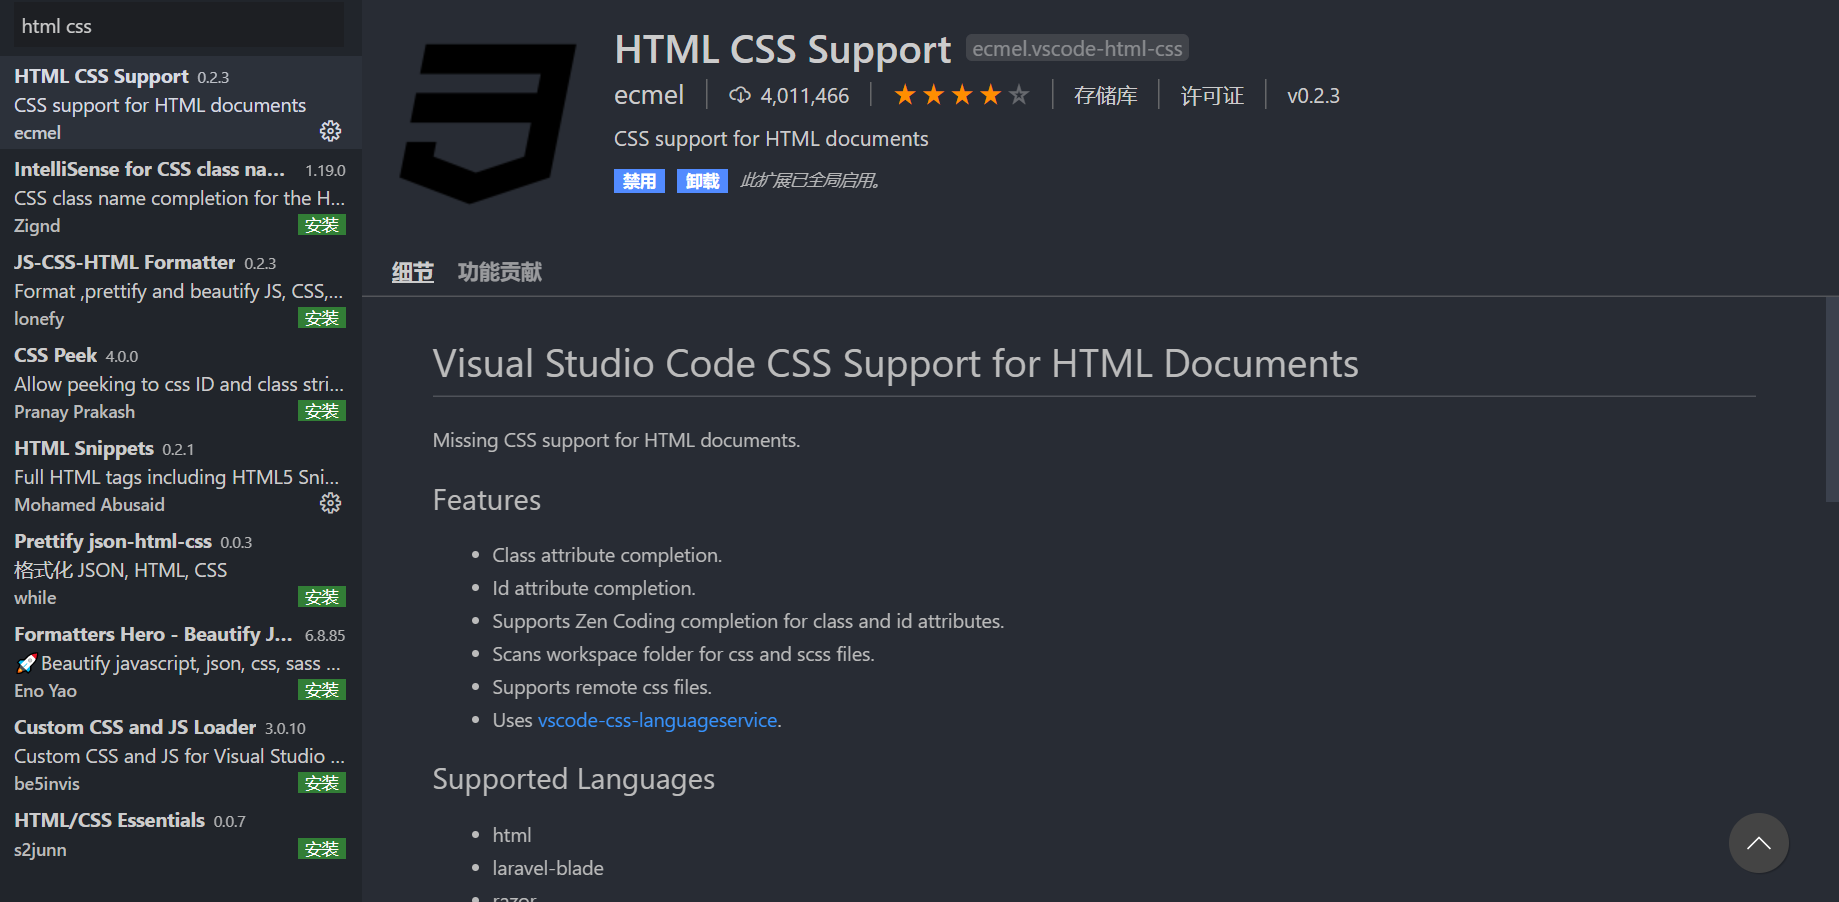 html css
HTML CSS Support 0.2.3
CSS support for HTML documents
ecmel
IntelliSense for CSS class na... 1.19.0
CSS class name completion for the H...
Zignd 安装
JS-CSS-HTML Formatter 0.2.3
Format ,prettify and beautify JS, CSS,...
lonefy 安装
CSS Peek 4.0.0
Allow peeking to css ID and class stri...
Pranay Prakash 安装
HTML Snippets 0.2.1
Full HTML tags including HTML5 Sni...
Mohamed Abusaid
Prettify json-html-css 0.0.3
格式化 JSON, HTML, CSS
while 安装
Formatters Hero - Beautify J... 6.8.85
🚀Beautify javascript, json, css, sass ...
Eno Yao 安装
Custom CSS and JS Loader 3.0.10
Custom CSS and JS for Visual Studio ...
be5invis 安装
HTML/CSS Essentials 0.0.7
s2junn 安装
HTML CSS Support ecmel.vscode-html-css
ecmel 4,011,466 ★★★★☆ 存储库 许可证 v0.2.3
CSS support for HTML documents
禁用 卸载 此扩展已全局启用。
细节 功能贡献
Visual Studio Code CSS Support for HTML Documents
Missing CSS support for HTML documents.
Features
• Class attribute completion.
• Id attribute completion.
• Supports Zen Coding completion for class and id attributes.
• Scans workspace folder for css and scss files.
• Supports remote css files.
• Uses vscode-css-languageservice.
Supported Languages
• html
• laravel-blade
• razor